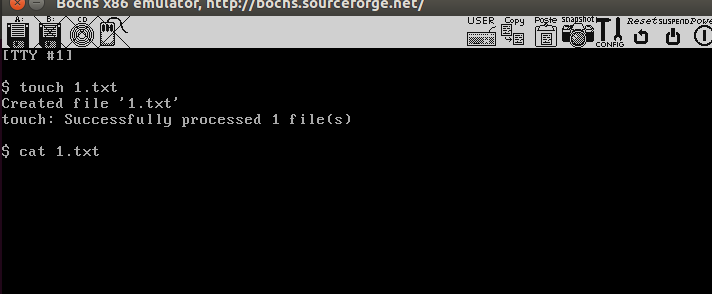 Bochs x86 emulator, http://bochs.sourceforge.net/
A: B: CD USER Copy Paste snapshot CONFIG Reset SUSPEND Power
[TTY #1]
$ touch 1.txt
Created file '1.txt'
touch: Successfully processed 1 file(s)
$ cat 1.txt